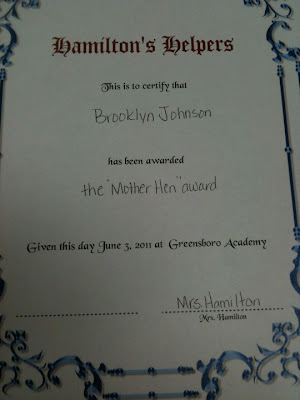 Hamilton's Helpers
This is to certify that
Brooklyn Johnson
has been awarded
the "Mother Hen" award
Given this day June 3, 2011 at Greensboro Academy
Mrs. Hamilton
Mrs. Hamilton